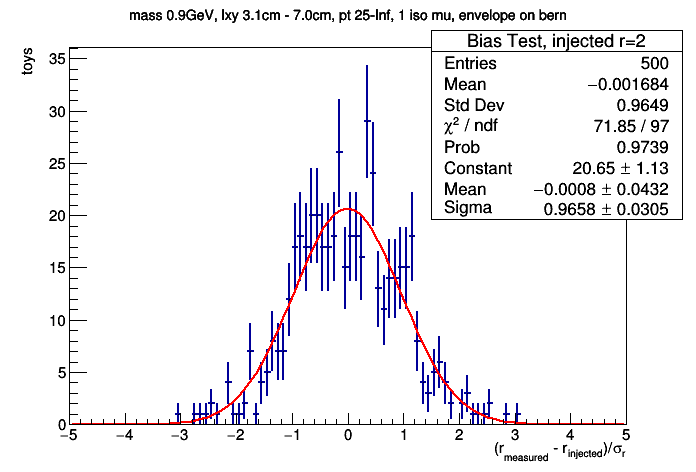 mass 0.9GeV, lxy 3.1cm - 7.0cm, pt 25-Inf, 1 iso mu, envelope on bern
Bias Test, injected r=2
Entries 500
Mean −0.001684
Std Dev 0.9649
χ² / ndf 71.85 / 97
Prob 0.9739
Constant 20.65 ± 1.13
Mean −0.0008 ± 0.0432
Sigma 0.9658 ± 0.0305
toys
35
30
25
20
15
10
5
0
−5 −4 −3 −2 −1 0 1 2 3 4 5
(r_measured - r_injected)/σ_r